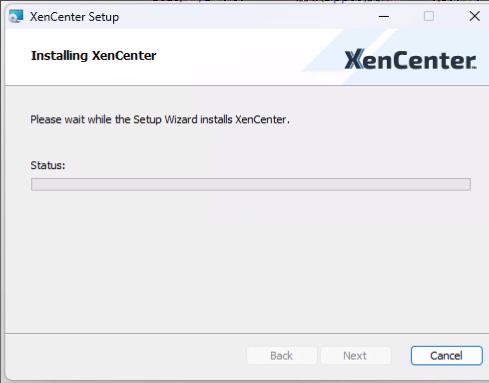 XenCenter Setup
Installing XenCenter
XenCenter
Please wait while the Setup Wizard installs XenCenter.
Status:
Back
Next
Cancel